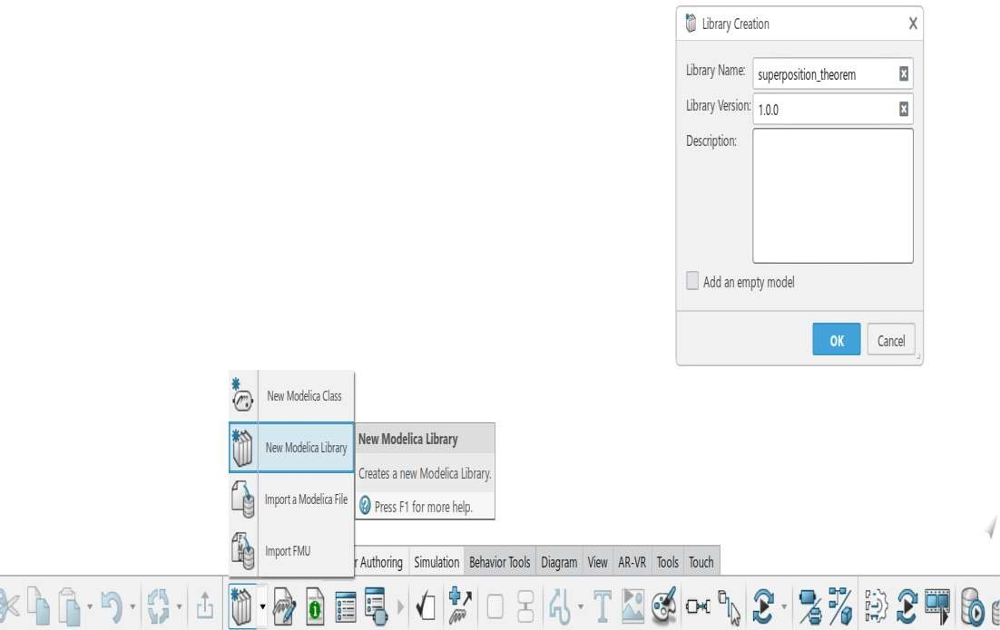 Library Creation
Library Name: superposition_theorem
Library Version: 1.0.0
Description:
Add an empty model
OK Cancel
New Modelica Class
New Modelica Library
New Modelica Library
Creates a new Modelica Library.
Press F1 for more help.
Import a Modelica File
Import FMU
r Authoring Simulation Behavior Tools Diagram View AR-VR Tools Touch